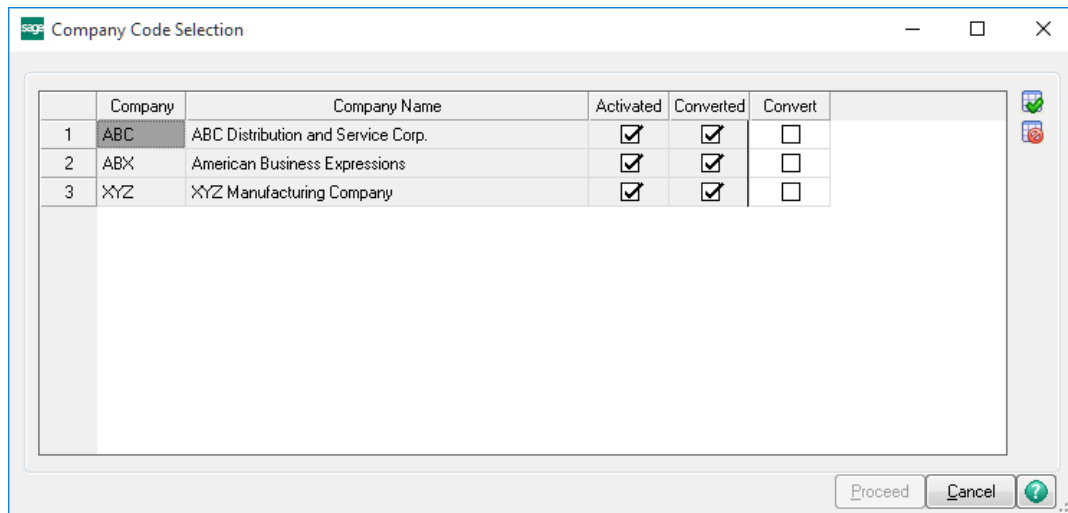 sage Company Code Selection
Company Company Name Activated Converted Convert
1 ABC ABC Distribution and Service Corp.
2 ABX American Business Expressions
3 XYZ XYZ Manufacturing Company
Proceed Cancel ?